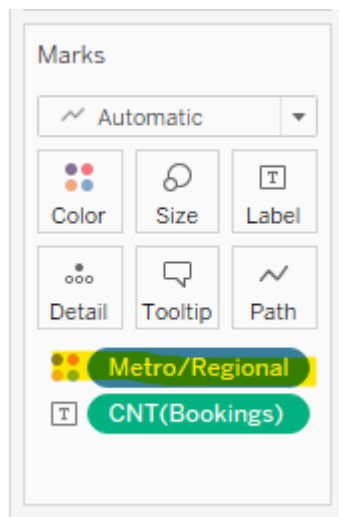 Marks
Automatic
Color Size Label
Detail Tooltip Path
Metro/Regional
T CNT(Bookings)